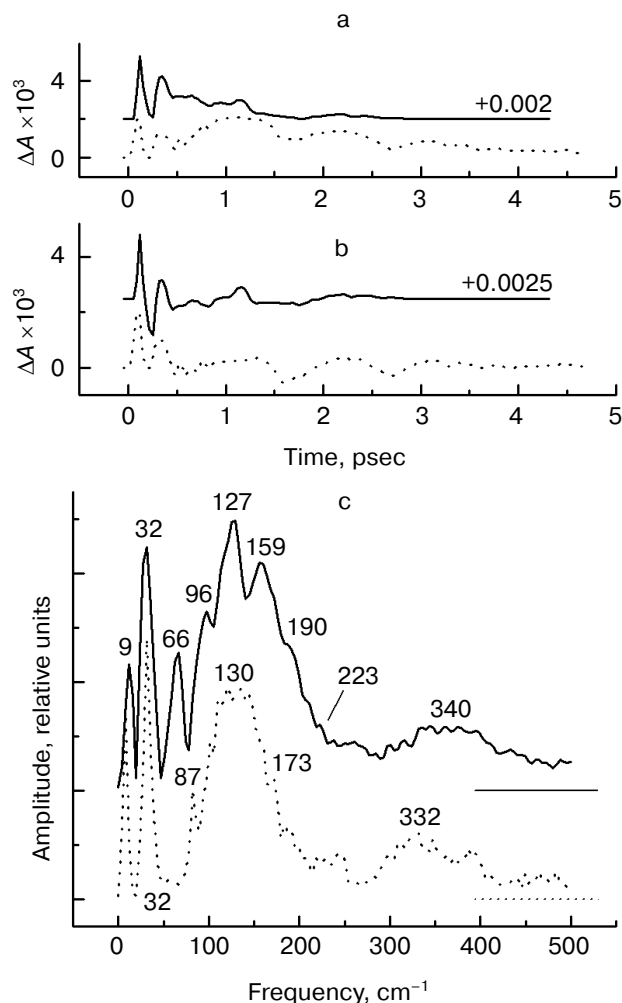 a
ΔA ×10³
4
0
+0.002
0 1 2 3 4 5
b
ΔA ×10³
4
0
+0.0025
0 1 2 3 4 5
Time, psec
c
Amplitude, relative units
9
32
66
96
127
159
190
223
340
32
87
130
173
332
0 100 200 300 400 500
Frequency, cm⁻¹